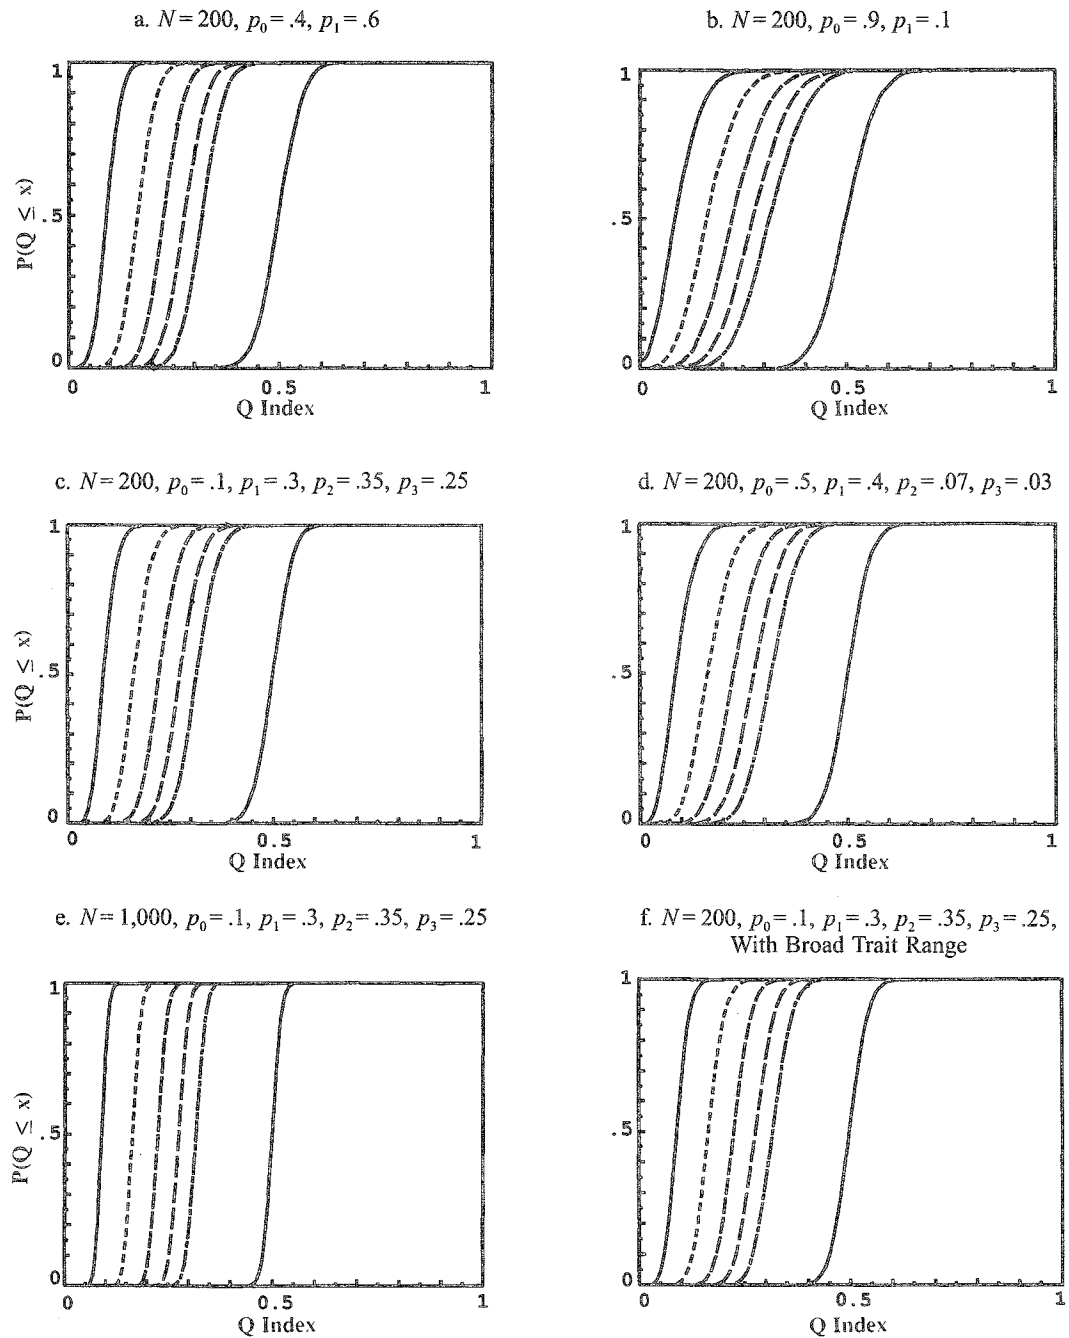 a. N = 200, p0 = .4, p1 = .6
1
.5
0
P(Q ≤ x)
0 0.5 1
Q Index
b. N = 200, p0 = .9, p1 = .1
1
.5
0
0 0.5 1
Q Index
c. N = 200, p0 = .1, p1 = .3, p2 = .35, p3 = .25
1
.5
0
P(Q ≤ x)
0 0.5 1
Q Index
d. N = 200, p0 = .5, p1 = .4, p2 = .07, p3 = .03
1
.5
0
0 0.5 1
Q Index
e. N = 1,000, p0 = .1, p1 = .3, p2 = .35, p3 = .25
1
.5
0
P(Q ≤ x)
0 0.5 1
Q Index
f. N = 200, p0 = .1, p1 = .3, p2 = .35, p3 = .25,
With Broad Trait Range
1
.5
0
0 0.5 1
Q Index